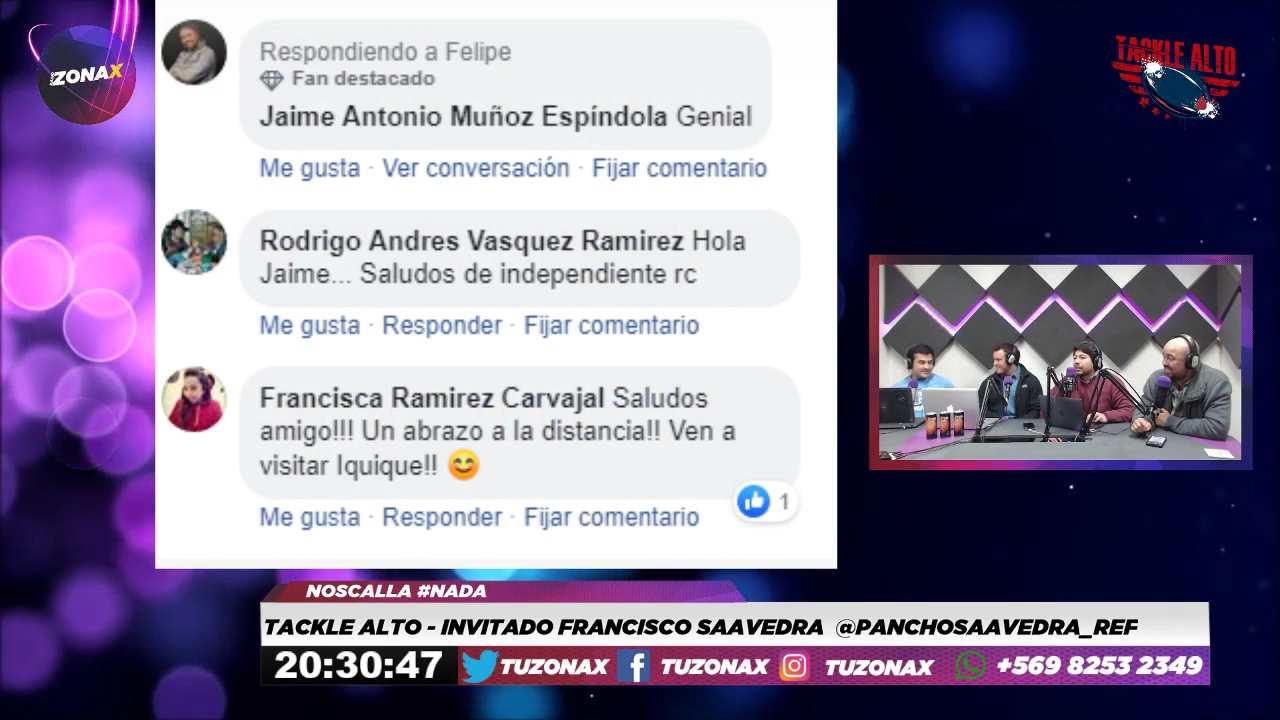 ZONAX
TACKLE ALTO
Respondiendo a Felipe
Fan destacado
Jaime Antonio Muñoz Espíndola Genial
Me gusta · Ver conversación · Fijar comentario
Rodrigo Andres Vasquez Ramirez Hola
Jaime... Saludos de independiente rc
Me gusta · Responder · Fijar comentario
Francisca Ramirez Carvajal Saludos
amigo!!! Un abrazo a la distancia!! Ven a
visitar Iquique!! 😊
1
Me gusta · Responder · Fijar comentario
NOSCALLA #NADA
TACKLE ALTO - INVITADO FRANCISCO SAAVEDRA @PANCHOSAAVEDRA_REF
20:30:47 TUZONAX TUZONAX TUZONAX +569 8253 2349